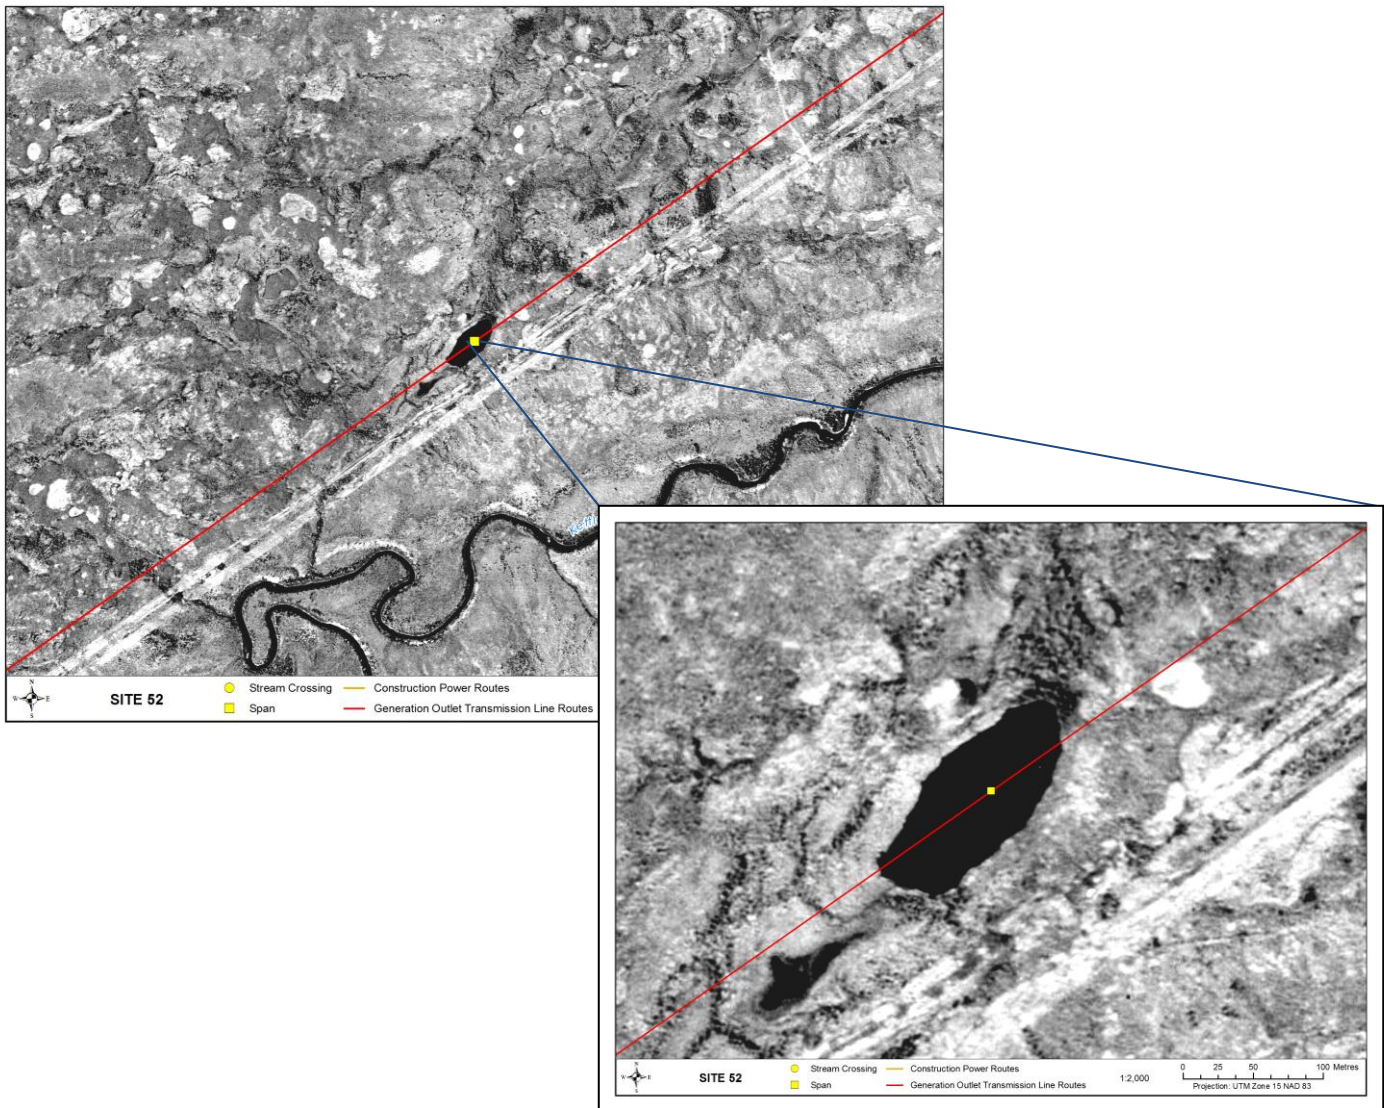 N
W E
S
SITE 52
Stream Crossing
Construction Power Routes
Span
Generation Outlet Transmission Line Routes
N
W E
S
SITE 52
Stream Crossing
Construction Power Routes
Span
Generation Outlet Transmission Line Routes
1:2,000
0 25 50 100 Metres
Projection: UTM Zone 15 NAD 83